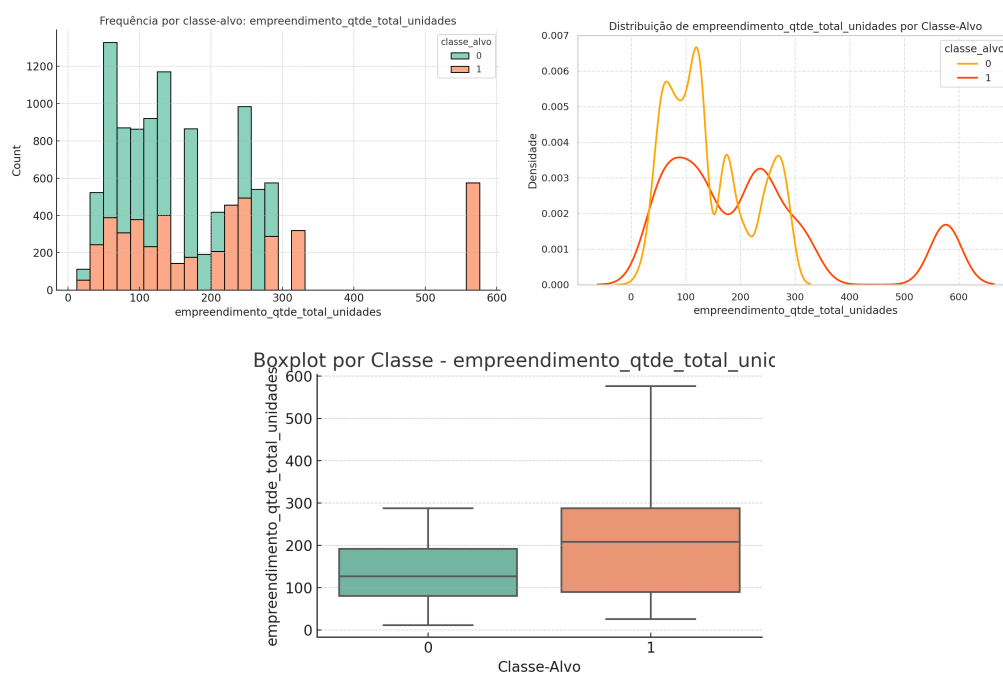 Frequência por classe-alvo: empreendimento_qtde_total_unidades
Count
1200
1000
800
600
400
200
0
0 100 200 300 400 500 600
empreendimento_qtde_total_unidades
classe_alvo
0
1
Distribuição de empreendimento_qtde_total_unidades por Classe-Alvo
Densidade
0.007
0.006
0.005
0.004
0.003
0.002
0.001
0.000
0 100 200 300 400 500 600
empreendimento_qtde_total_unidades
classe_alvo
0
1
Boxplot por Classe - empreendimento_qtde_total_unic
empreendimento_qtde_total_unidades
600
500
400
300
200
100
0
0 1
Classe-Alvo